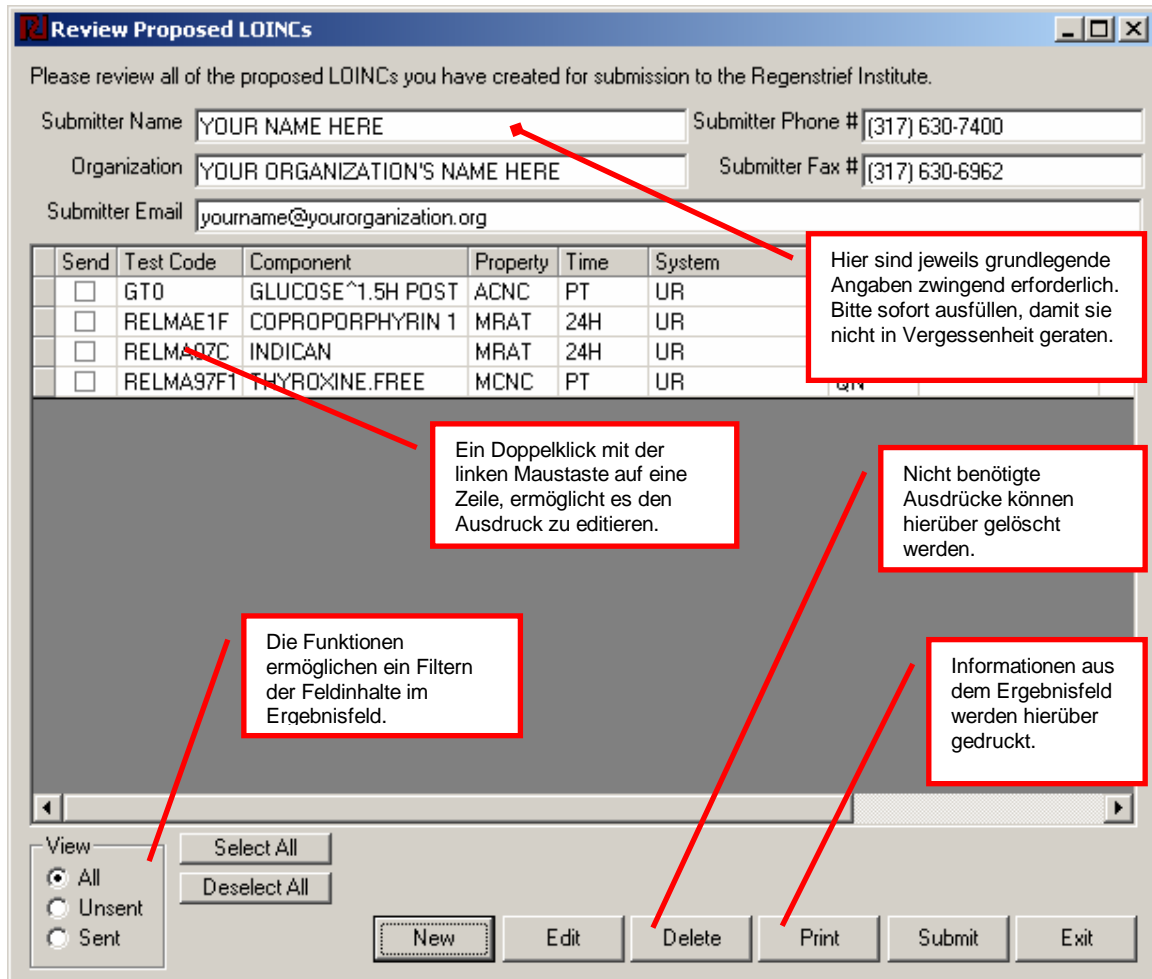 Review Proposed LOINCs
Please review all of the proposed LOINCs you have created for submission to the Regenstrief Institute.
Submitter Name YOUR NAME HERE Submitter Phone # (317) 630-7400
Organization YOUR ORGANIZATION'S NAME HERE Submitter Fax # (317) 630-6962
Submitter Email yourname@yourorganization.org
Send Test Code Component Property Time System
GT0 GLUCOSE^1.5H POST ACNC PT UR
RELMAE1F COPROPORPHYRIN 1 MRAT 24H UR
RELMA97C INDICAN MRAT 24H UR
RELMA97F1 THYROXINE.FREE MCNC PT UR QN
Hier sind jeweils grundlegende
Angaben zwingend erforderlich.
Bitte sofort ausfüllen, damit sie
nicht in Vergessenheit geraten.
Ein Doppelklick mit der
linken Maustaste auf eine
Zeile, ermöglicht es den
Ausdruck zu editieren.
Nicht benötigte
Ausdrücke können
hierüber gelöscht
werden.
Die Funktionen
ermöglichen ein Filtern
der Feldinhalte im
Ergebnisfeld.
Informationen aus
dem Ergebnisfeld
werden hierüber
gedruckt.
View
All
Unsent
Sent
Select All
Deselect All
New Edit Delete Print Submit Exit